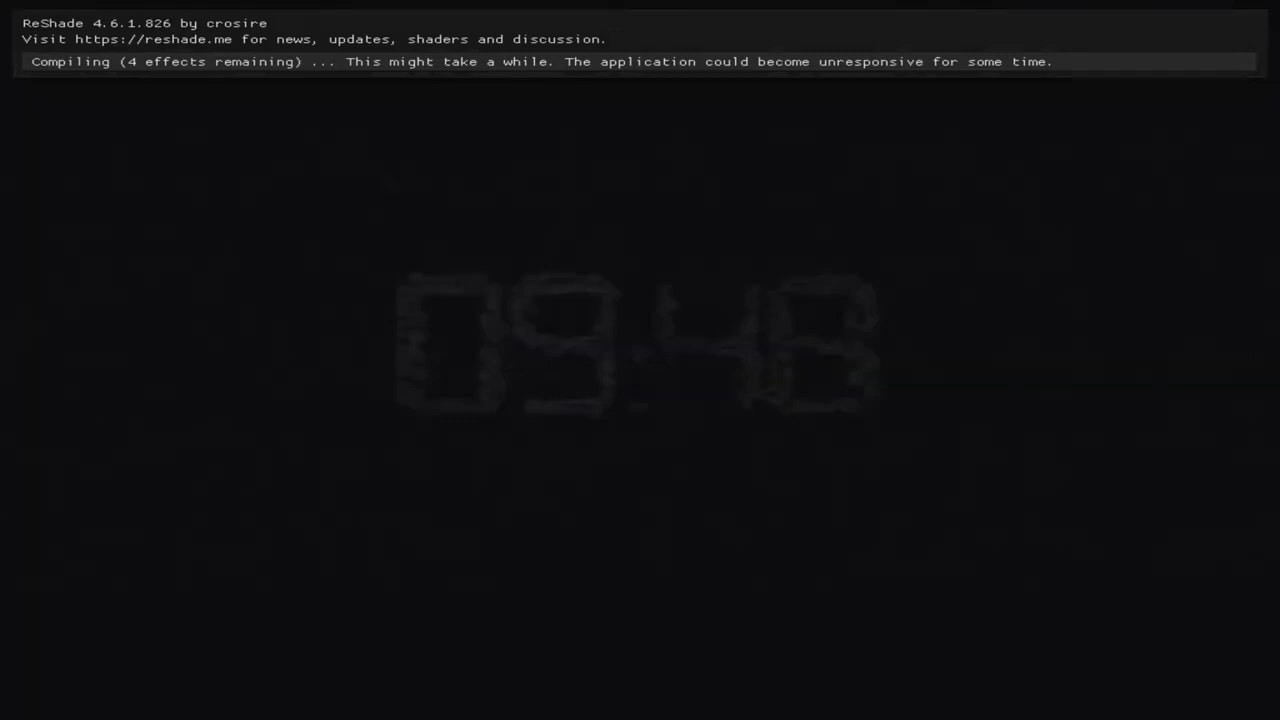 ReShade 4.6.1.826 by crosire
Visit https://reshade.me for news, updates, shaders and discussion.
Compiling (4 effects remaining) ... This might take a while. The application could become unresponsive for some time.
09:48